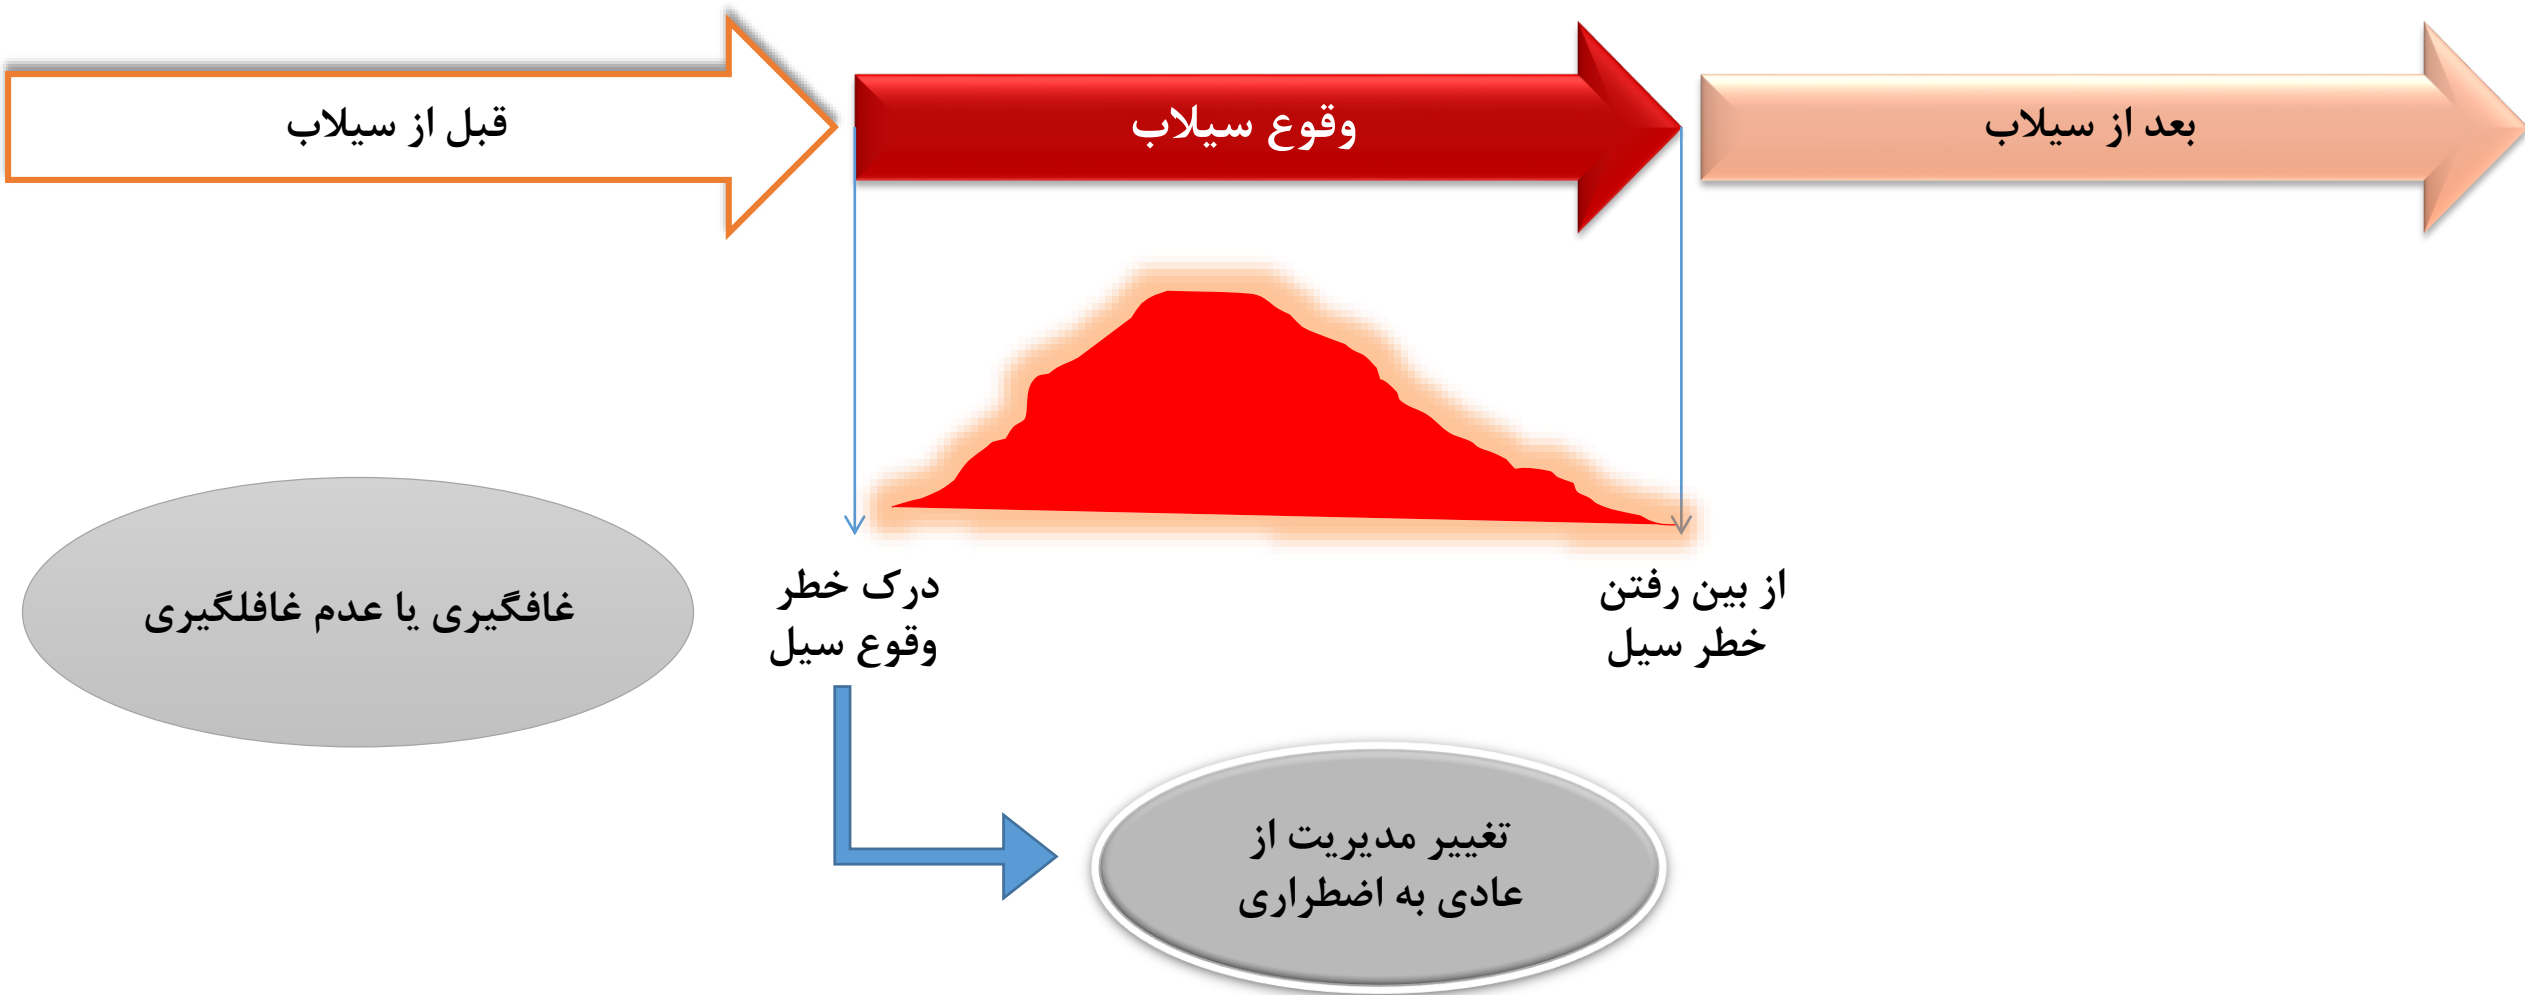 قبل از سیلاب
وقوع سیلاب
بعد از سیلاب
غافگیری یا عدم غافلگیری
درک خطر
وقوع سیل
از بین رفتن
خطر سیل
تغییر مدیریت از
عادی به اضطراری